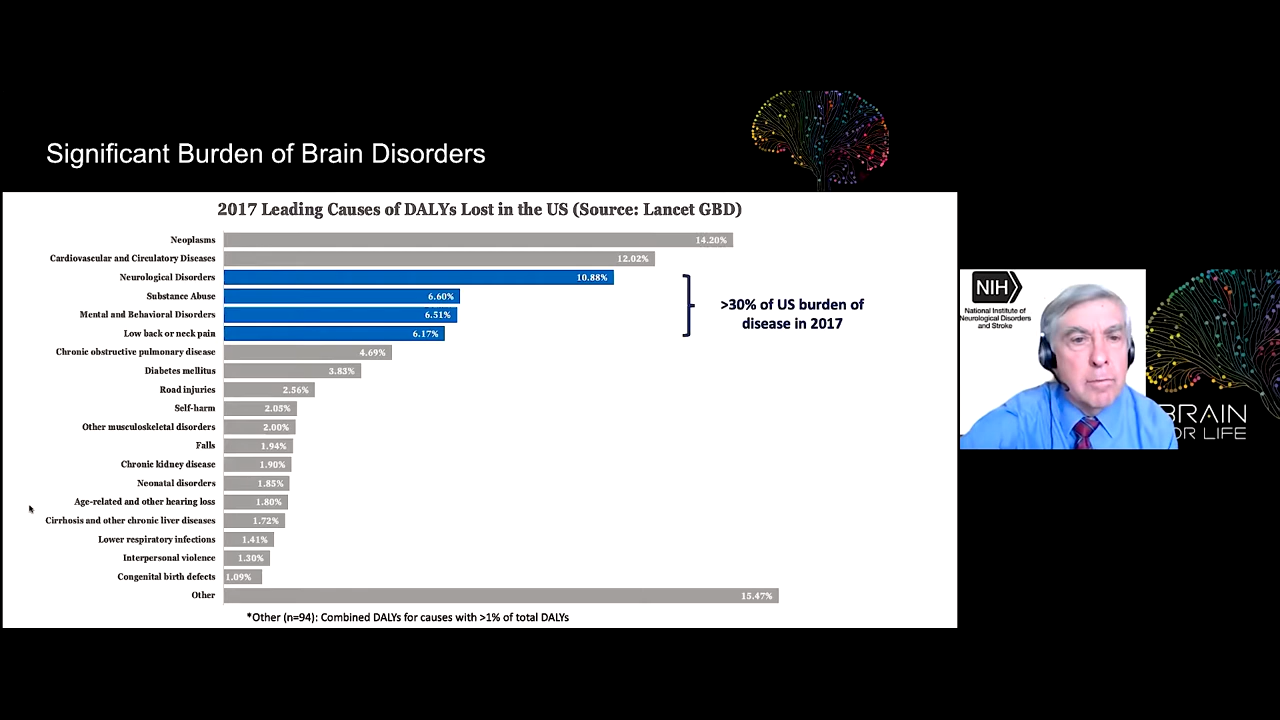 Significant Burden of Brain Disorders
2017 Leading Causes of DALYs Lost in the US (Source: Lancet GBD)
Neoplasms 14.20%
Cardiovascular and Circulatory Diseases 12.02%
Neurological Disorders 10.88%
Substance Abuse 6.60%
Mental and Behavioral Disorders 6.51%
Low back or neck pain 6.17%
Chronic obstructive pulmonary disease 4.69%
Diabetes mellitus 3.83%
Road injuries 2.56%
Self-harm 2.05%
Other musculoskeletal disorders 2.00%
Falls 1.94%
Chronic kidney disease 1.90%
Neonatal disorders 1.85%
Age-related and other hearing loss 1.80%
Cirrhosis and other chronic liver diseases 1.72%
Lower respiratory infections 1.41%
Interpersonal violence 1.30%
Congenital birth defects 1.09%
Other 15.47%
>30% of US burden of
disease in 2017
*Other (n=94): Combined DALYs for causes with >1% of total DALYs
NIH
National Institute of
Neurological Disorders
and Stroke
BRAIN
OR LIFE